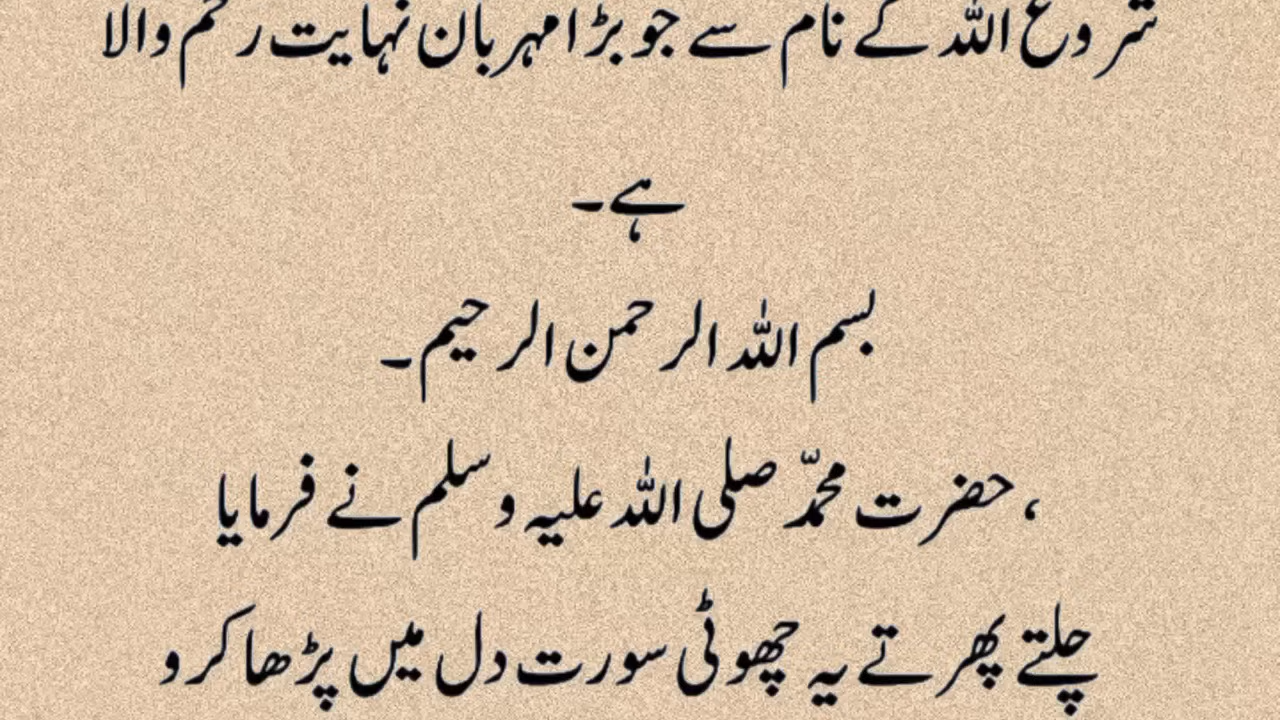 شروع اللہ کے نام سے جو بڑا مہربان نہایت رحم والا
ہے۔
بسم اللہ الرحمن الرحیم۔
، حضرت محمدّ صلی اللہ علیہ وسلم نے فرمایا
چلتے پھرتے یہ چھوٹی سورت دل میں پڑھا کرو